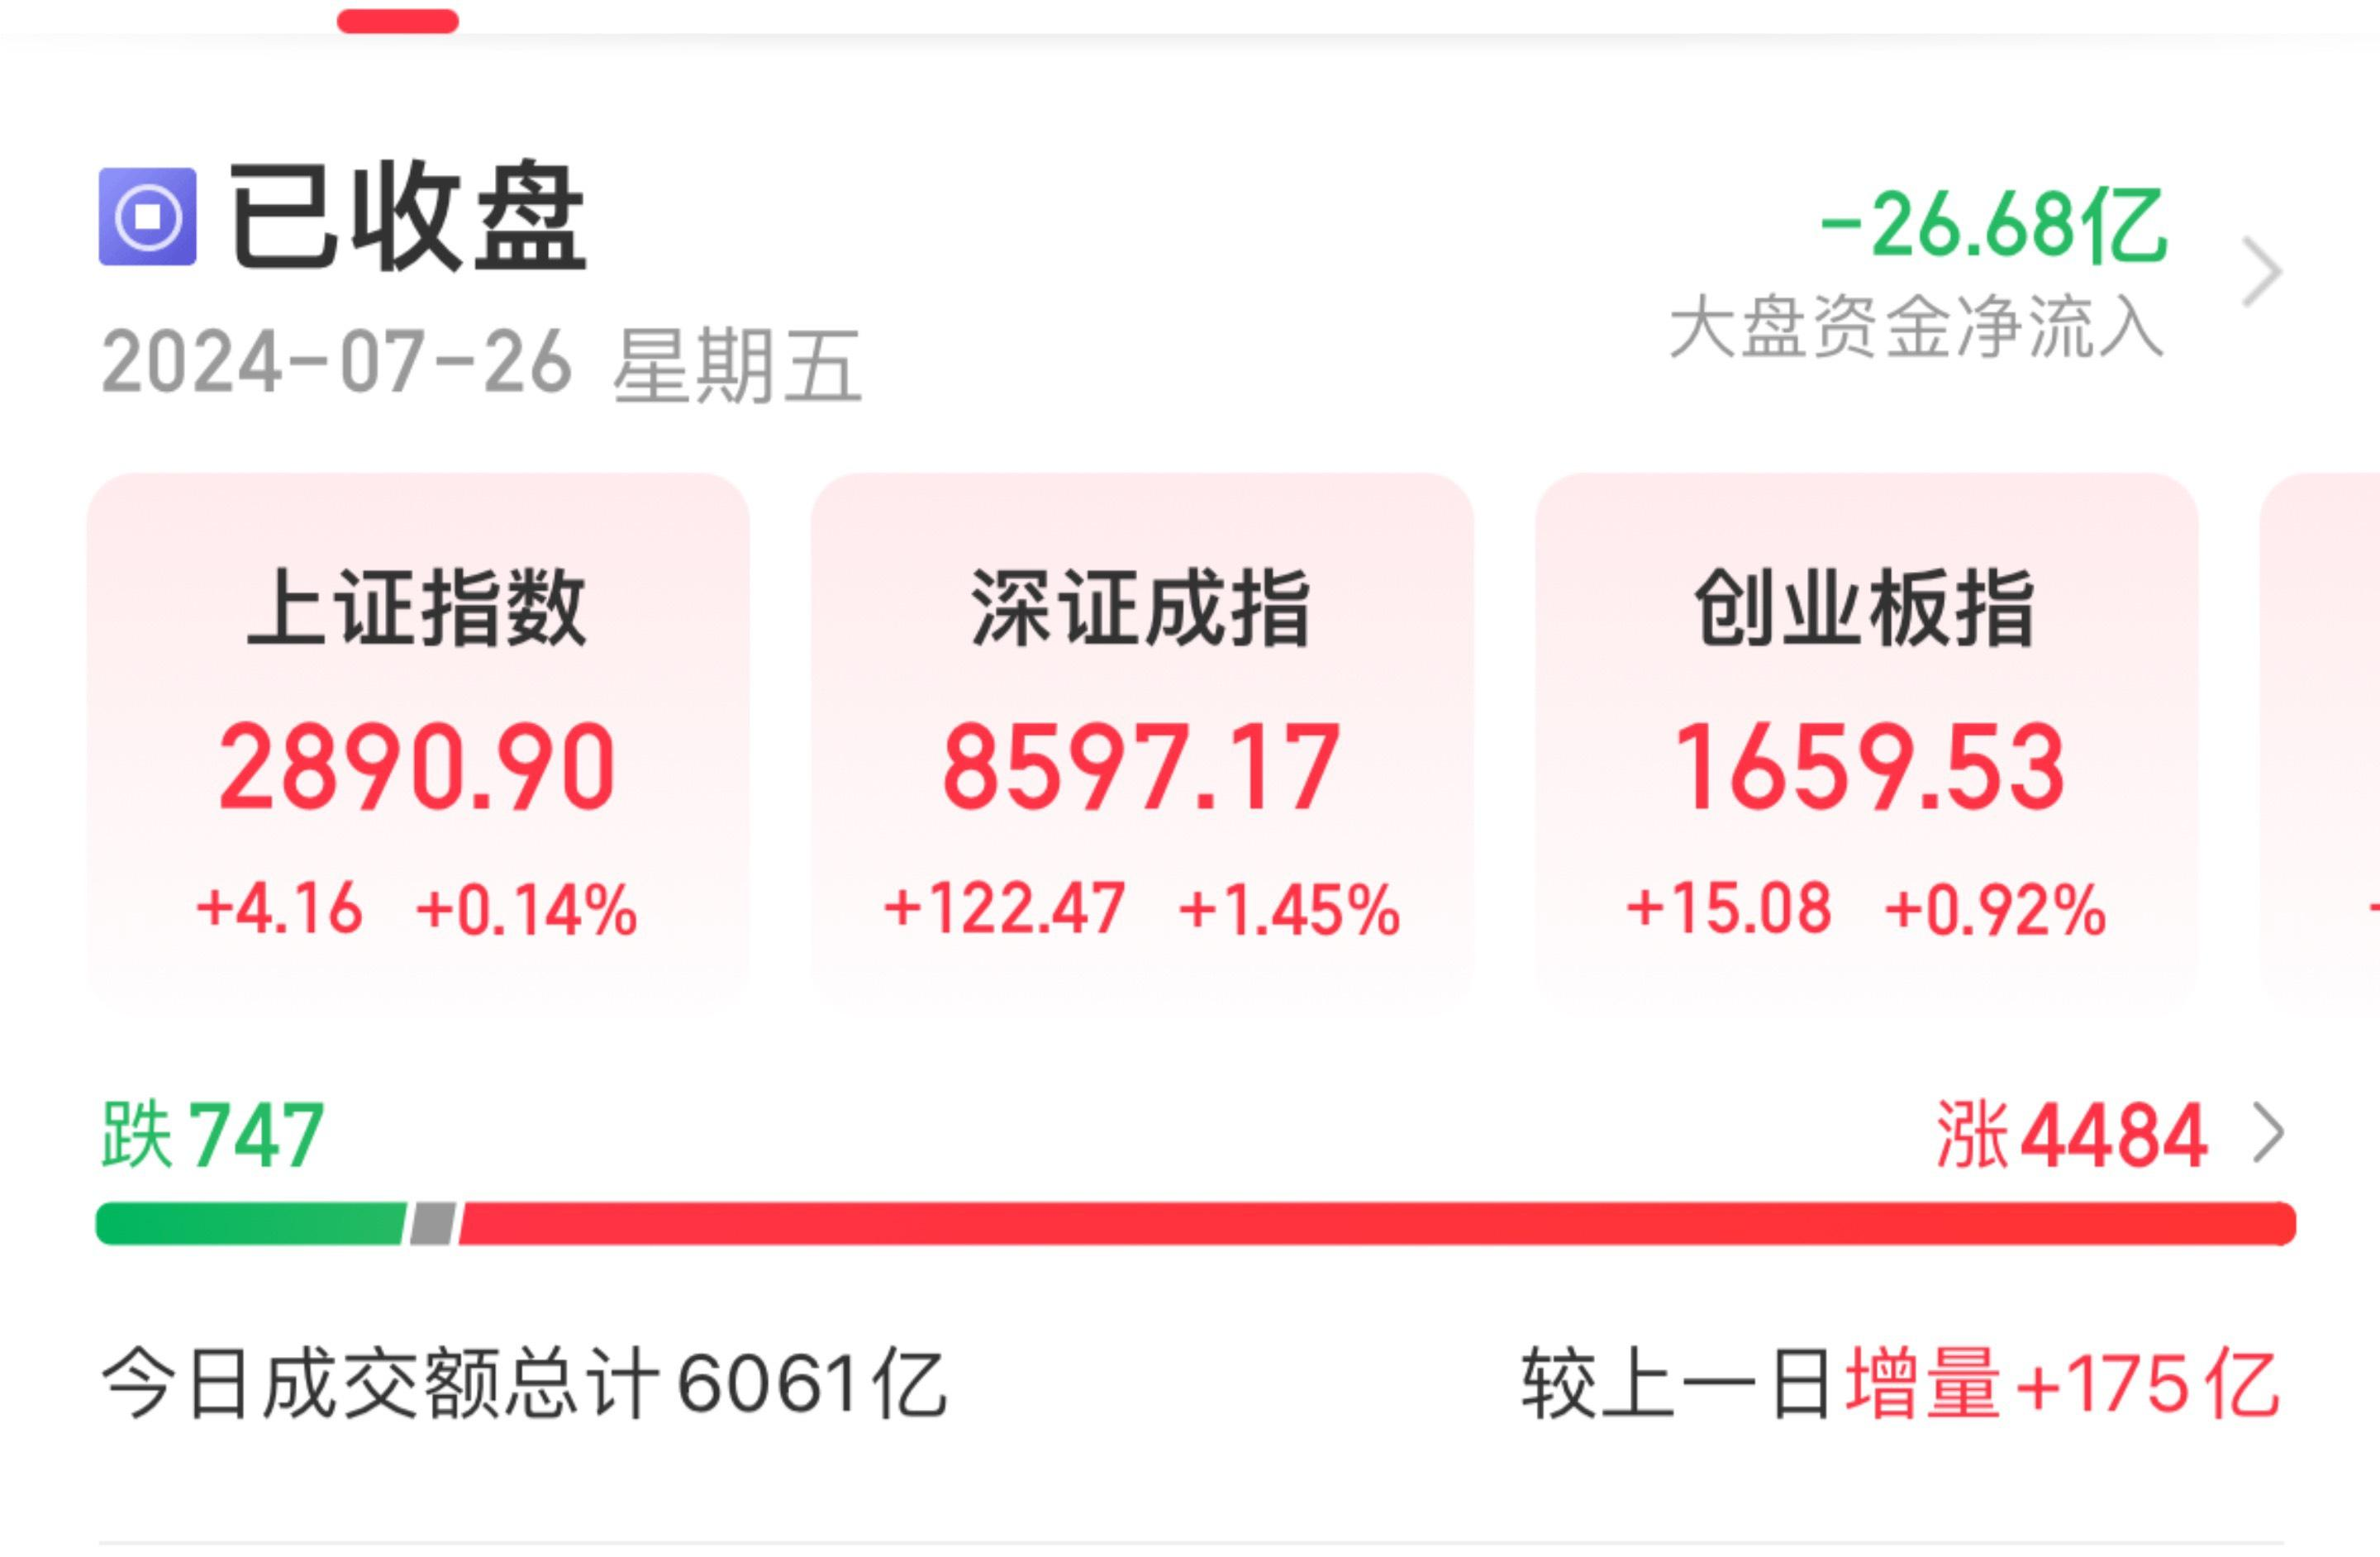 已收盘
-26.68亿
2024-07-26 星期五
大盘资金净流入
上证指数
2890.90
+4.16 +0.14%
深证成指
8597.17
+122.47 +1.45%
创业板指
1659.53
+15.08 +0.92%
跌747
涨4484
今日成交额总计6061亿
较上一日增量+175亿